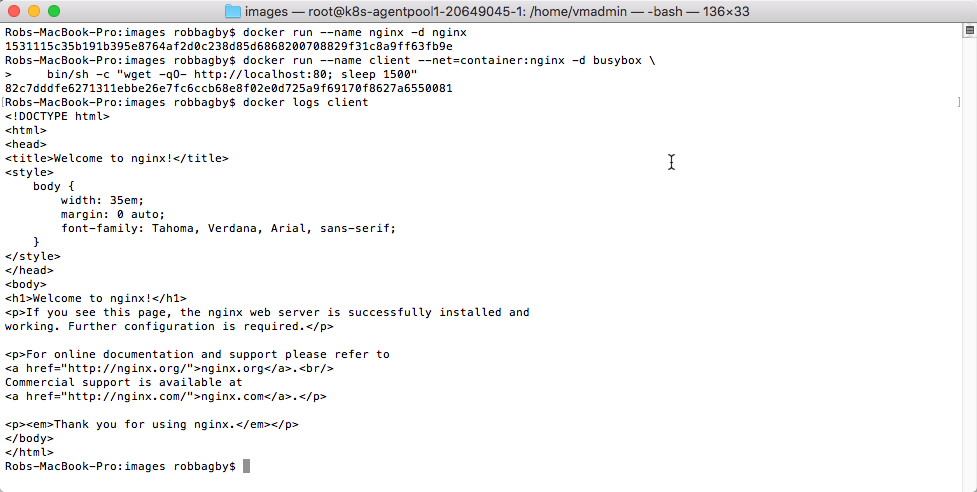 images — root@k8s-agentpool1-20649045-1: /home/vmadmin — -bash — 136×33
Robs-MacBook-Pro:images robbagby$ docker run --name nginx -d nginx
1531115c35b191b395e8764af2d0c238d85d6868200708829f31c8a9ff63fb9e
Robs-MacBook-Pro:images robbagby$ docker run --name client --net=container:nginx -d busybox \
>     bin/sh -c "wget -qO- http://localhost:80; sleep 1500"
82c7dddfe6271311ebbe26e7fc6ccb68e8f02e0d725a9f69170f8627a6550081
[Robs-MacBook-Pro:images robbagby$ docker logs client ]
<!DOCTYPE html>
<html>
<head>
<title>Welcome to nginx!</title>
<style>
    body {
        width: 35em;
        margin: 0 auto;
        font-family: Tahoma, Verdana, Arial, sans-serif;
    }
</style>
</head>
<body>
<h1>Welcome to nginx!</h1>
<p>If you see this page, the nginx web server is successfully installed and
working. Further configuration is required.</p>

<p>For online documentation and support please refer to
<a href="http://nginx.org/">nginx.org</a>.<br/>
Commercial support is available at
<a href="http://nginx.com/">nginx.com</a>.</p>

<p><em>Thank you for using nginx.</em></p>
</body>
</html>
Robs-MacBook-Pro:images robbagby$